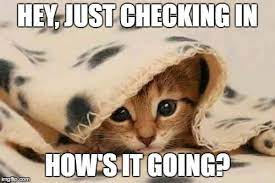 HEY, JUST CHECKING IN
HOW'S IT GOING?
imgflip.com